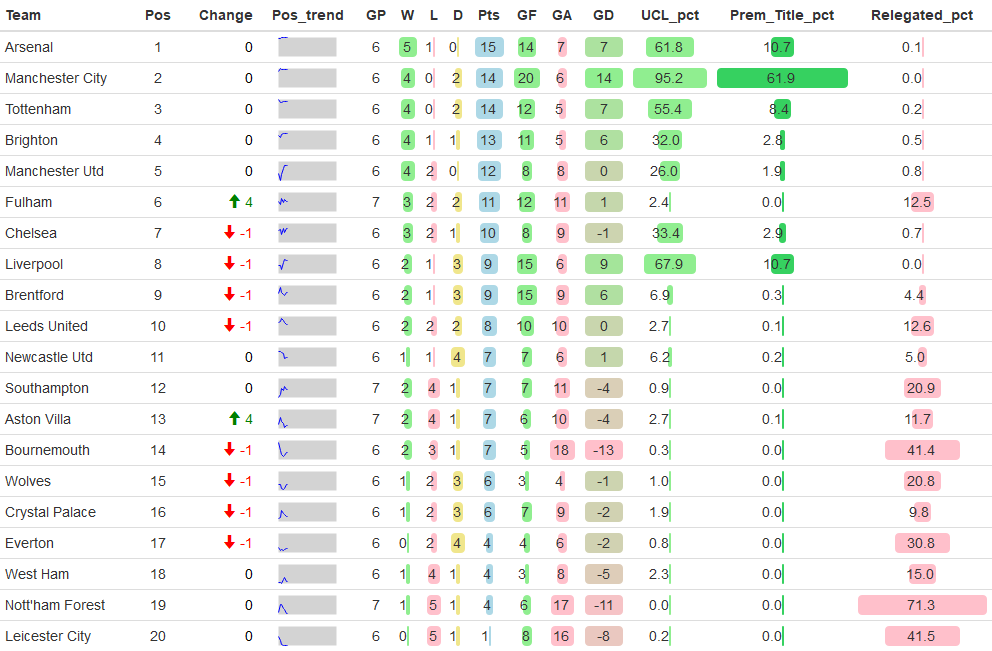 Team Pos Change Pos_trend GP W L D Pts GF GA GD UCL_pct Prem_Title_pct Relegated_pct
Arsenal 1 0 6 5 1 0 15 14 7 7 61.8 10.7 0.1
Manchester City 2 0 6 4 0 2 14 20 6 14 95.2 61.9 0.0
Tottenham 3 0 6 4 0 2 14 12 5 7 55.4 8.4 0.2
Brighton 4 0 6 4 1 1 13 11 5 6 32.0 2.8 0.5
Manchester Utd 5 0 6 4 2 0 12 8 8 0 26.0 1.9 0.8
Fulham 6 4 7 3 2 2 11 12 11 1 2.4 0.0 12.5
Chelsea 7 -1 6 3 2 1 10 8 9 -1 33.4 2.9 0.7
Liverpool 8 -1 6 2 1 3 9 15 6 9 67.9 10.7 0.0
Brentford 9 -1 6 2 1 3 9 15 9 6 6.9 0.3 4.4
Leeds United 10 -1 6 2 2 2 8 10 10 0 2.7 0.1 12.6
Newcastle Utd 11 0 6 1 1 4 7 7 6 1 6.2 0.2 5.0
Southampton 12 0 7 2 4 1 7 7 11 -4 0.9 0.0 20.9
Aston Villa 13 4 7 2 4 1 7 6 10 -4 2.7 0.1 11.7
Bournemouth 14 -1 6 2 3 1 7 5 18 -13 0.3 0.0 41.4
Wolves 15 -1 6 1 2 3 6 3 4 -1 1.0 0.0 20.8
Crystal Palace 16 -1 6 1 2 3 6 7 9 -2 1.9 0.0 9.8
Everton 17 -1 6 0 2 4 4 4 6 -2 0.8 0.0 30.8
West Ham 18 0 6 1 4 1 4 3 8 -5 2.3 0.0 15.0
Nott'ham Forest 19 0 7 1 5 1 4 6 17 -11 0.0 0.0 71.3
Leicester City 20 0 6 0 5 1 1 8 16 -8 0.2 0.0 41.5